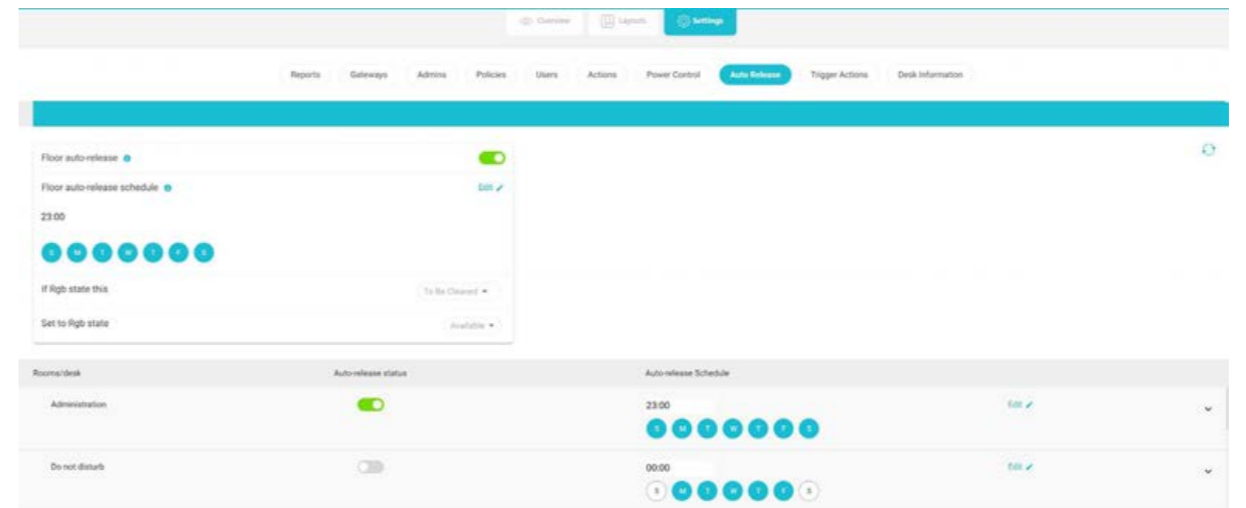 Overview Layouts Settings
Reports Gateways Admins Policies Users Actions Power Control Auto Release Trigger Actions Desk Information
Floor auto-release
Floor auto-release schedule Edit
23:00
S M T W T F S
If Rgb state this To Be Cleared
Set to Rgb state Available
Rooms/desk Auto-release status Auto-release Schedule
Administration 23:00 Edit
S M T W T F S
Do not disturb 00:00 Edit
S M T W T F S